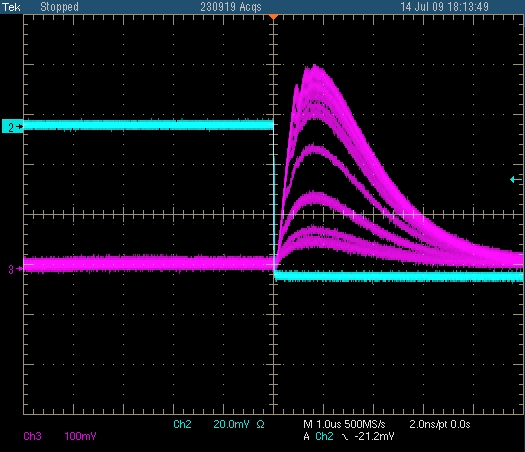 Tek Stopped 230919 Acqs 14 Jul 09 18:13:49
2
3
Ch2 20.0mV Ω M 1.0us 500MS/s 2.0ns/pt 0.0s
Ch3 100mV A Ch2 ㄟ -21.2mV